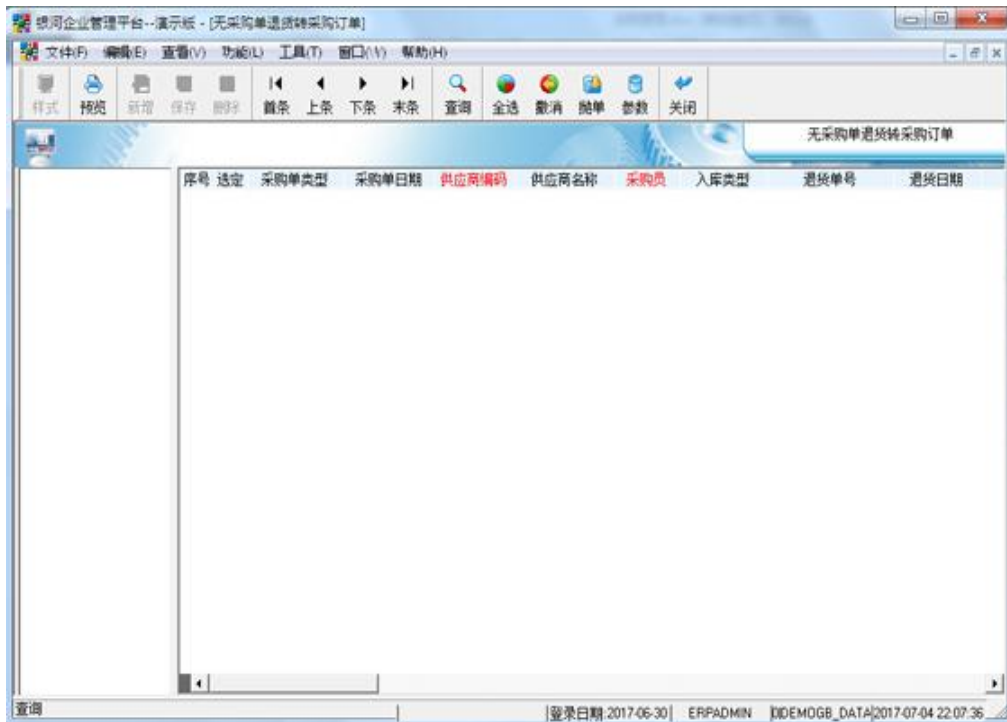 银河企业管理平台--演示版 - [无采购单退货转采购订单]
文件(F) 编辑(E) 查看(V) 功能(L) 工具(T) 窗口(W) 帮助(H)
样式 预览 新增 保存 删除 首条 上条 下条 末条 查询 全选 撤消 抛单 参数 关闭
无采购单退货转采购订单
序号 选定 采购单类型 采购单日期 供应商编码 供应商名称 采购员 入库类型 退货单号 退货日期
查询 登录日期:2017-06-30 ERPADMIN DIDEMOGB_DATA 2017-07-04 22:07:36